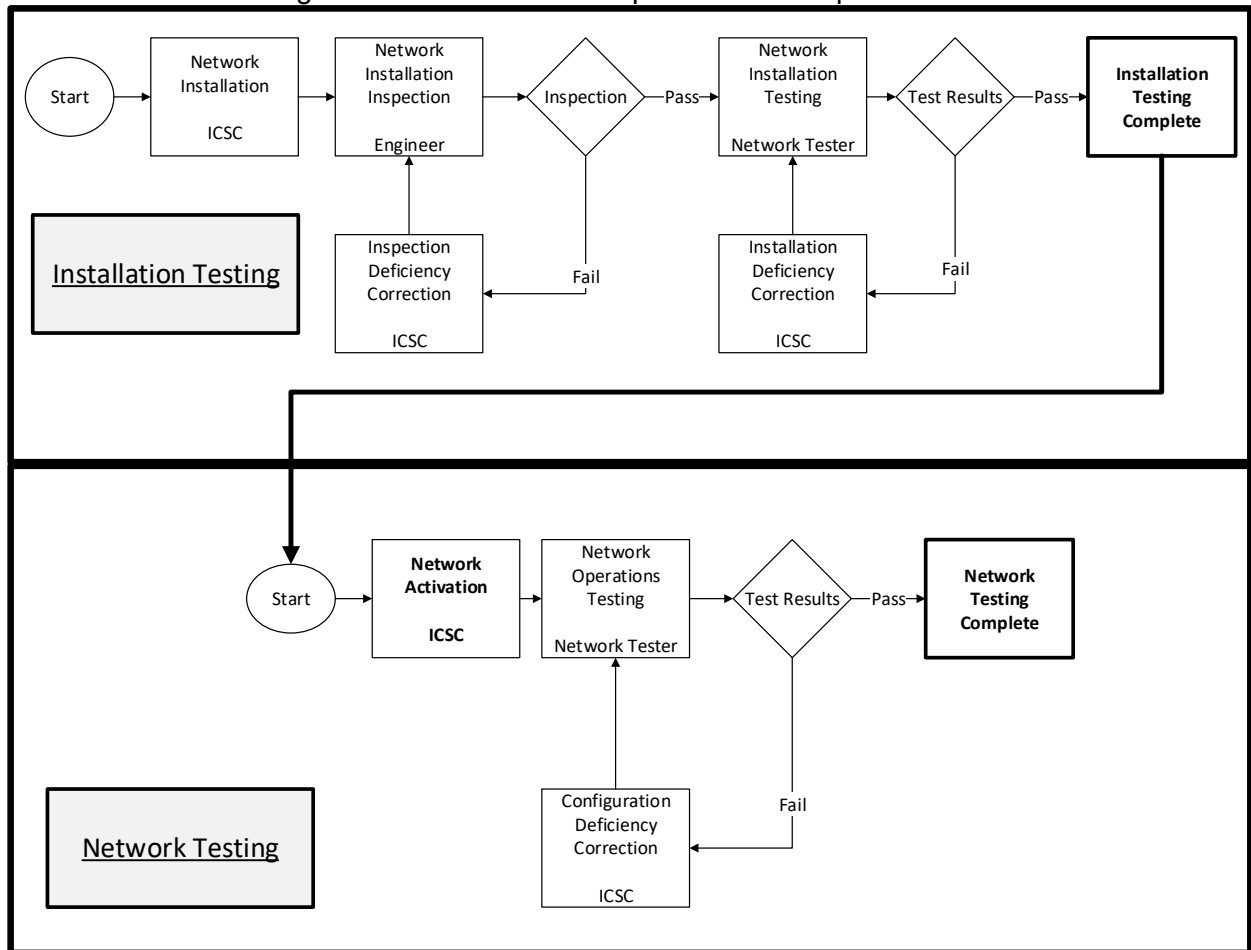 Start
Network
Installation
ICSC
Network
Installation
Inspection
Engineer
Inspection
Pass
Network
Installation
Testing
Network Tester
Test Results
Pass
Installation
Testing
Complete
Installation Testing
Inspection
Deficiency
Correction
ICSC
Fail
Installation
Deficiency
Correction
ICSC
Fail
Start
Network
Activation
ICSC
Network
Operations
Testing
Network Tester
Test Results
Pass
Network
Testing
Complete
Network Testing
Configuration
Deficiency
Correction
ICSC
Fail